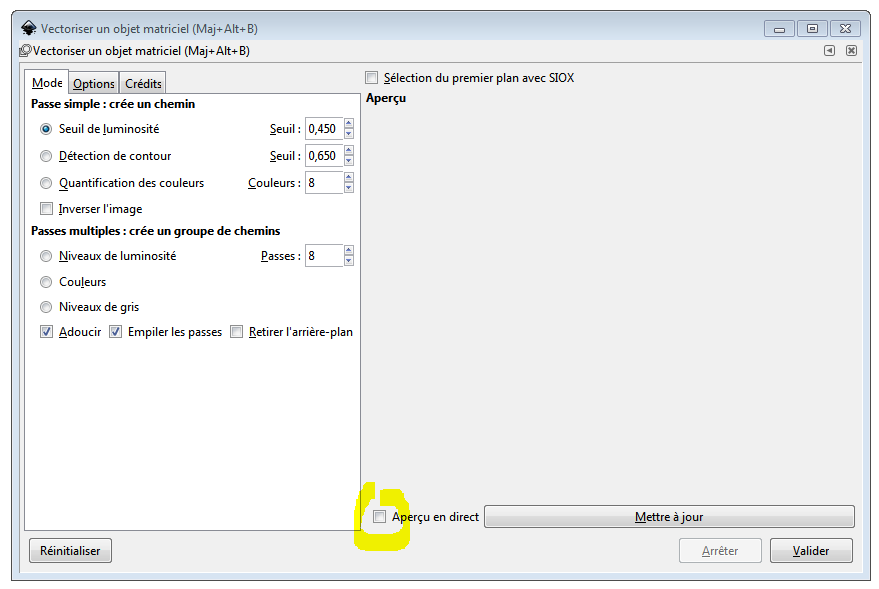 Vectoriser un objet matriciel (Maj+Alt+B)
Vectoriser un objet matriciel (Maj+Alt+B)
Mode Options Crédits
Sélection du premier plan avec SIOX
Passe simple : crée un chemin
Aperçu
Seuil de luminosité Seuil : 0,450
Détection de contour Seuil : 0,650
Quantification des couleurs Couleurs : 8
Inverser l'image
Passes multiples : crée un groupe de chemins
Niveaux de luminosité Passes : 8
Couleurs
Niveaux de gris
Adoucir Empiler les passes Retirer l'arrière-plan
Aperçu en direct Mettre à jour
Réinitialiser Arrêter Valider